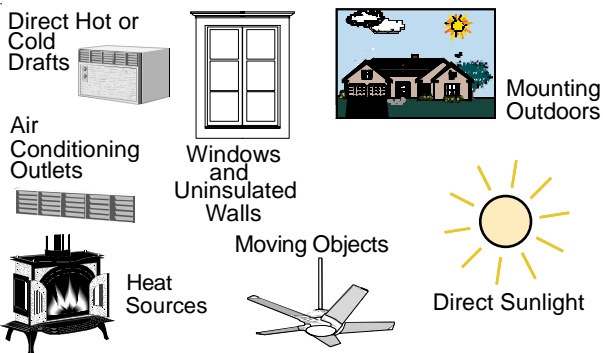 Direct Hot or
Cold
Drafts
Air
Conditioning
Outlets
Windows
and
Uninsulated
Walls
Mounting
Outdoors
Heat
Sources
Moving Objects
Direct Sunlight